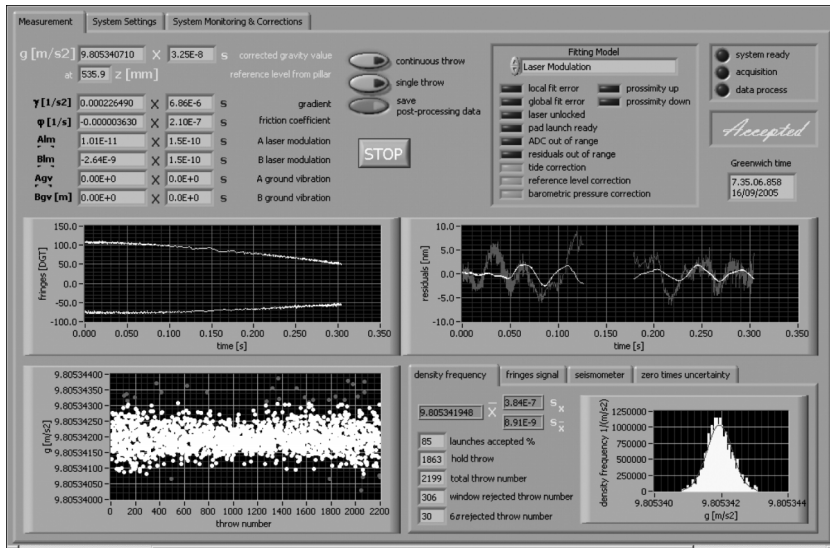 Measurement System Settings System Monitoring & Corrections
g [m/s2] 9.805340710 X 3.25E-8 s corrected gravity value
at 535.9 z [mm] reference level from pillar
γ [1/s2] 0.000226490 X 6.86E-6 s gradient
φ [1/s] -0.000003630 X 2.10E-7 s friction coefficient
Alm 1.01E-11 X 1.5E-10 s A laser modulation
Blm -2.64E-9 X 1.5E-10 s B laser modulation
Agv 0.00E+0 X 0.0E+0 s A ground vibration
Bgv [m] 0.00E+0 X 0.0E+0 s B ground vibration
continuous throw
single throw
save
post-processing data
STOP
Fitting Model
Laser Modulation
local fit error prossimity up
global fit error prossimity down
laser unlocked
pad launch ready
ADC out of range
residuals out of range
tide correction
reference level correction
barometric pressure correction
system ready
acquisition
data process
Accepted
Greenwich time
7.35.06.858
16/09/2005
fringes [DGT]
150.0
100.0
50.0
0.0
-50.0
-100.0
0.000 0.050 0.100 0.150 0.200 0.250 0.300 0.350
time [s]
residuals [nm]
10.0
5.0
0.0
-5.0
-10.0
0.000 0.050 0.100 0.150 0.200 0.250 0.300 0.350
time [s]
g [m/s2]
9.80534400
9.80534350
9.80534300
9.80534250
9.80534200
9.80534150
9.80534100
9.80534050
9.80534000
0 200 400 600 800 1000 1200 1400 1600 1800 2000 2200
throw number
density frequency fringes signal seismometer zero times uncertainty
9.805341948 X 3.84E-7 s x
8.91E-9 s x
85 launches accepted %
1863 hold throw
2199 total throw number
306 window rejected throw number
30 6σrejected throw number
density frequency 1/(m/s2)
1250000
1000000
750000
500000
250000
0
9.805340 9.805342 9.805344
g [m/s2]